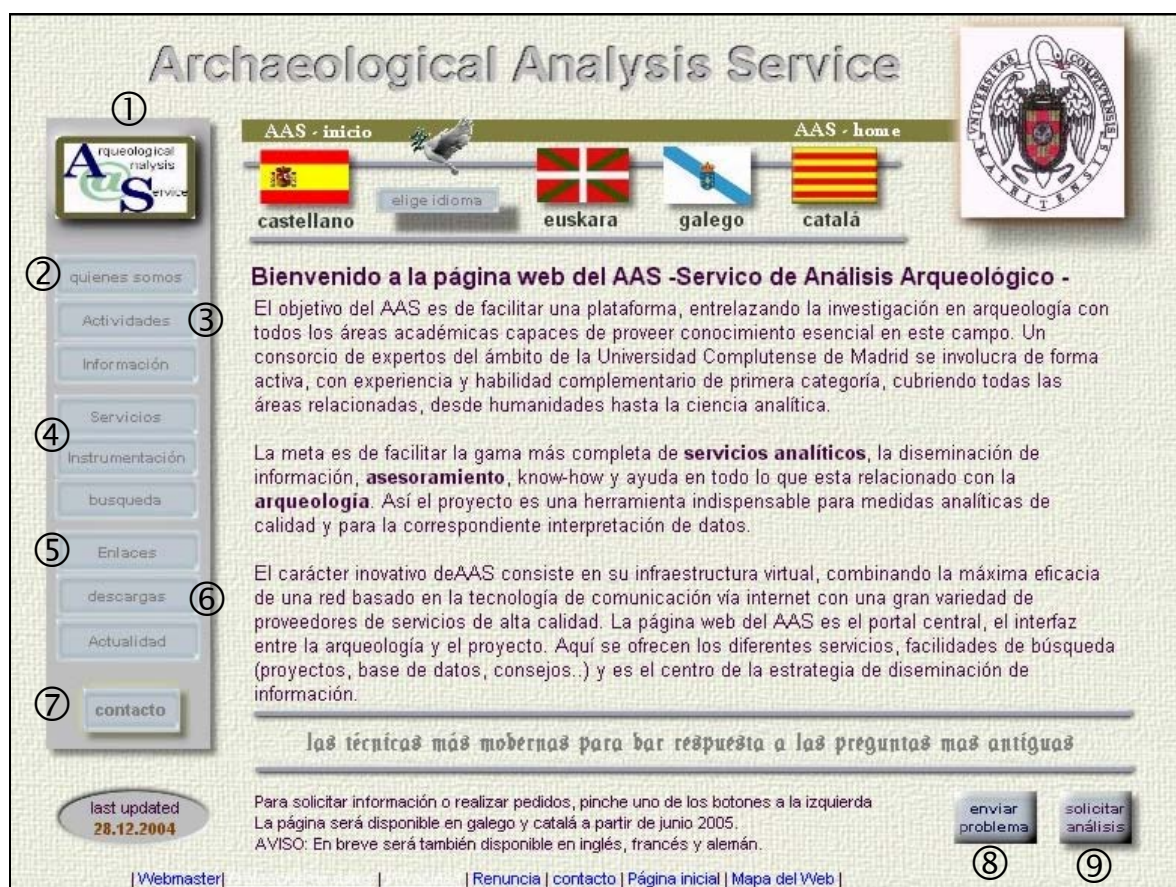 Archaeological Analysis Service
①
Arqueological
Analysis
@
Service
② quienes somos
Actividades ③
Información
Servicios
④
Instrumentación
busqueda
⑤ Enlaces
descargas ⑥
Actualidad
⑦ contacto
last updated
28.12.2004
AAS - inicio AAS - home
elige idioma
castellano euskara galego catalá
UNIVERSITAS COMPLUTENSIS MATRITENSIS
Bienvenido a la página web del AAS -Servico de Análisis Arqueológico -
El objetivo del AAS es de facilitar una plataforma, entrelazando la investigación en arqueología con
todos los áreas académicas capaces de proveer conocimiento esencial en este campo. Un
consorcio de expertos del ámbito de la Universidad Complutense de Madrid se involucra de forma
activa, con experiencia y habilidad complementario de primera categoría, cubriendo todas las
áreas relacionadas, desde humanidades hasta la ciencia analítica.
La meta es de facilitar la gama más completa de servicios analíticos, la diseminación de
información, asesoramiento, know-how y ayuda en todo lo que esta relacionado con la
arqueología. Así el proyecto es una herramienta indispensable para medidas analíticas de
calidad y para la correspondiente interpretación de datos.
El carácter inovativo deAAS consiste en su infraestructura virtual, combinando la máxima eficacia
de una red basado en la tecnología de comunicación vía internet con una gran variedad de
proveedores de servicios de alta calidad. La página web del AAS es el portal central, el interfaz
entre la arqueología y el proyecto. Aquí se ofrecen los diferentes servicios, facilidades de búsqueda
(proyectos, base de datos, consejos..) y es el centro de la estrategia de diseminación de
información.
las técnicas más modernas para dar respuesta a las preguntas mas antíguas
Para solicitar información o realizar pedidos, pinche uno de los botones a la izquierda
La página será disponible en galego y catalá a partir de junio 2005.
AVISO: En breve será también disponible en inglés, francés y alemán.
enviar
problema
⑧
solicitar
análisis
⑨
| Webmaster| | | Renuncia | contacto | Página inicial | Mapa del Web |